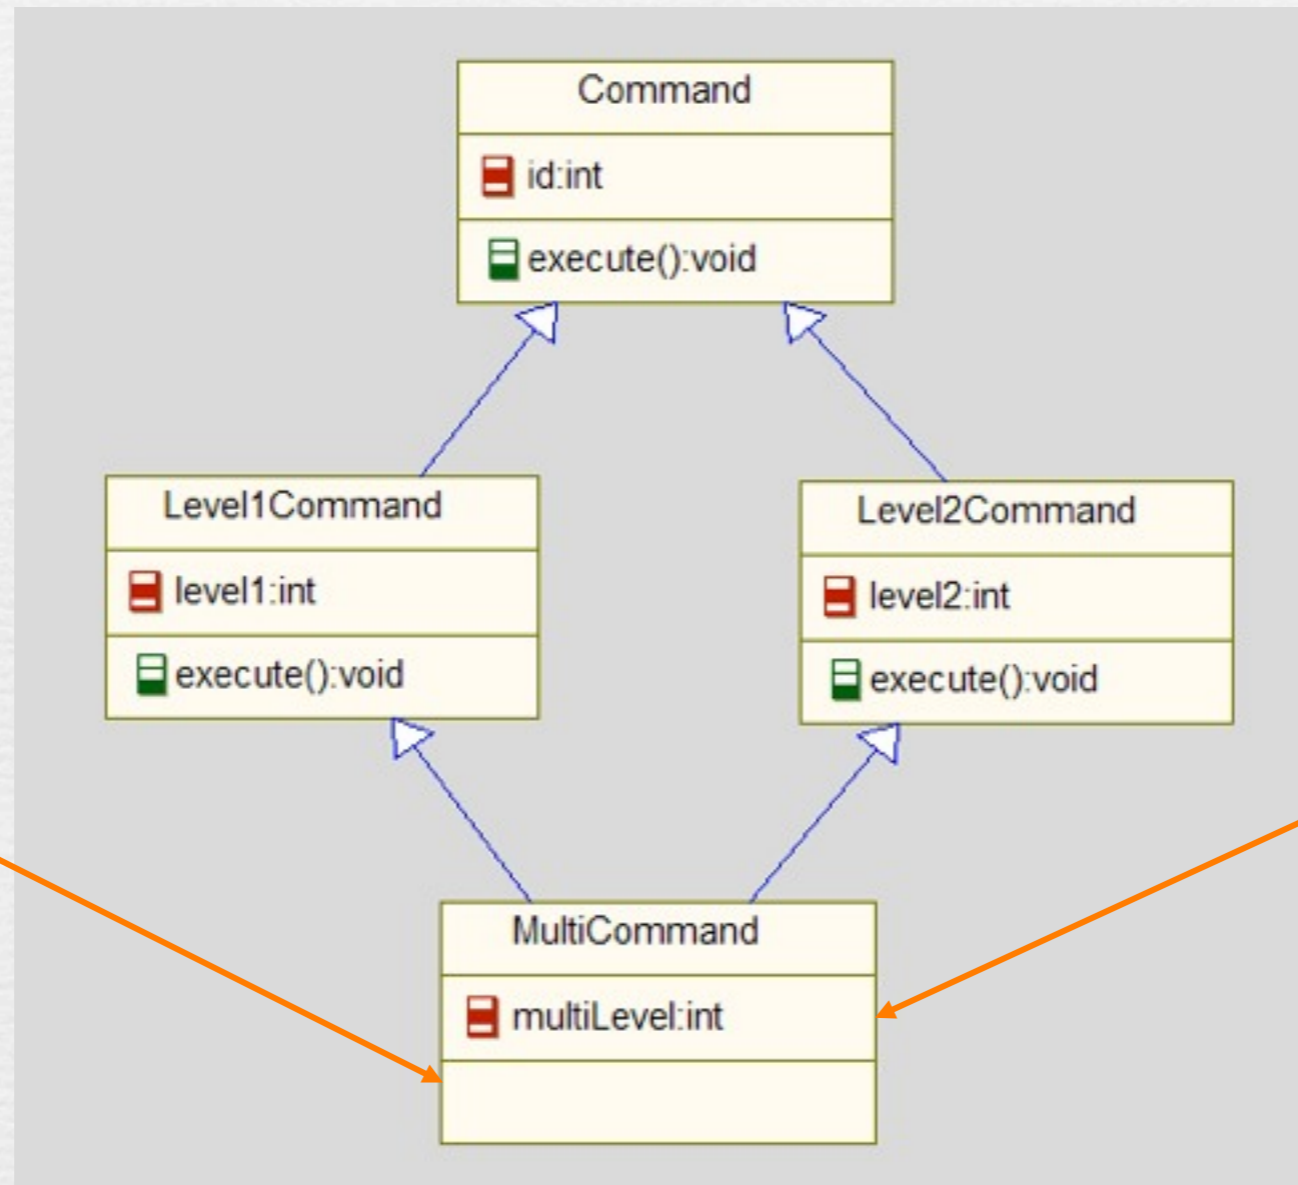 Command
id:int
execute():void
Level1Command
level1:int
execute():void
Level2Command
level2:int
execute():void
MultiCommand
multiLevel:int